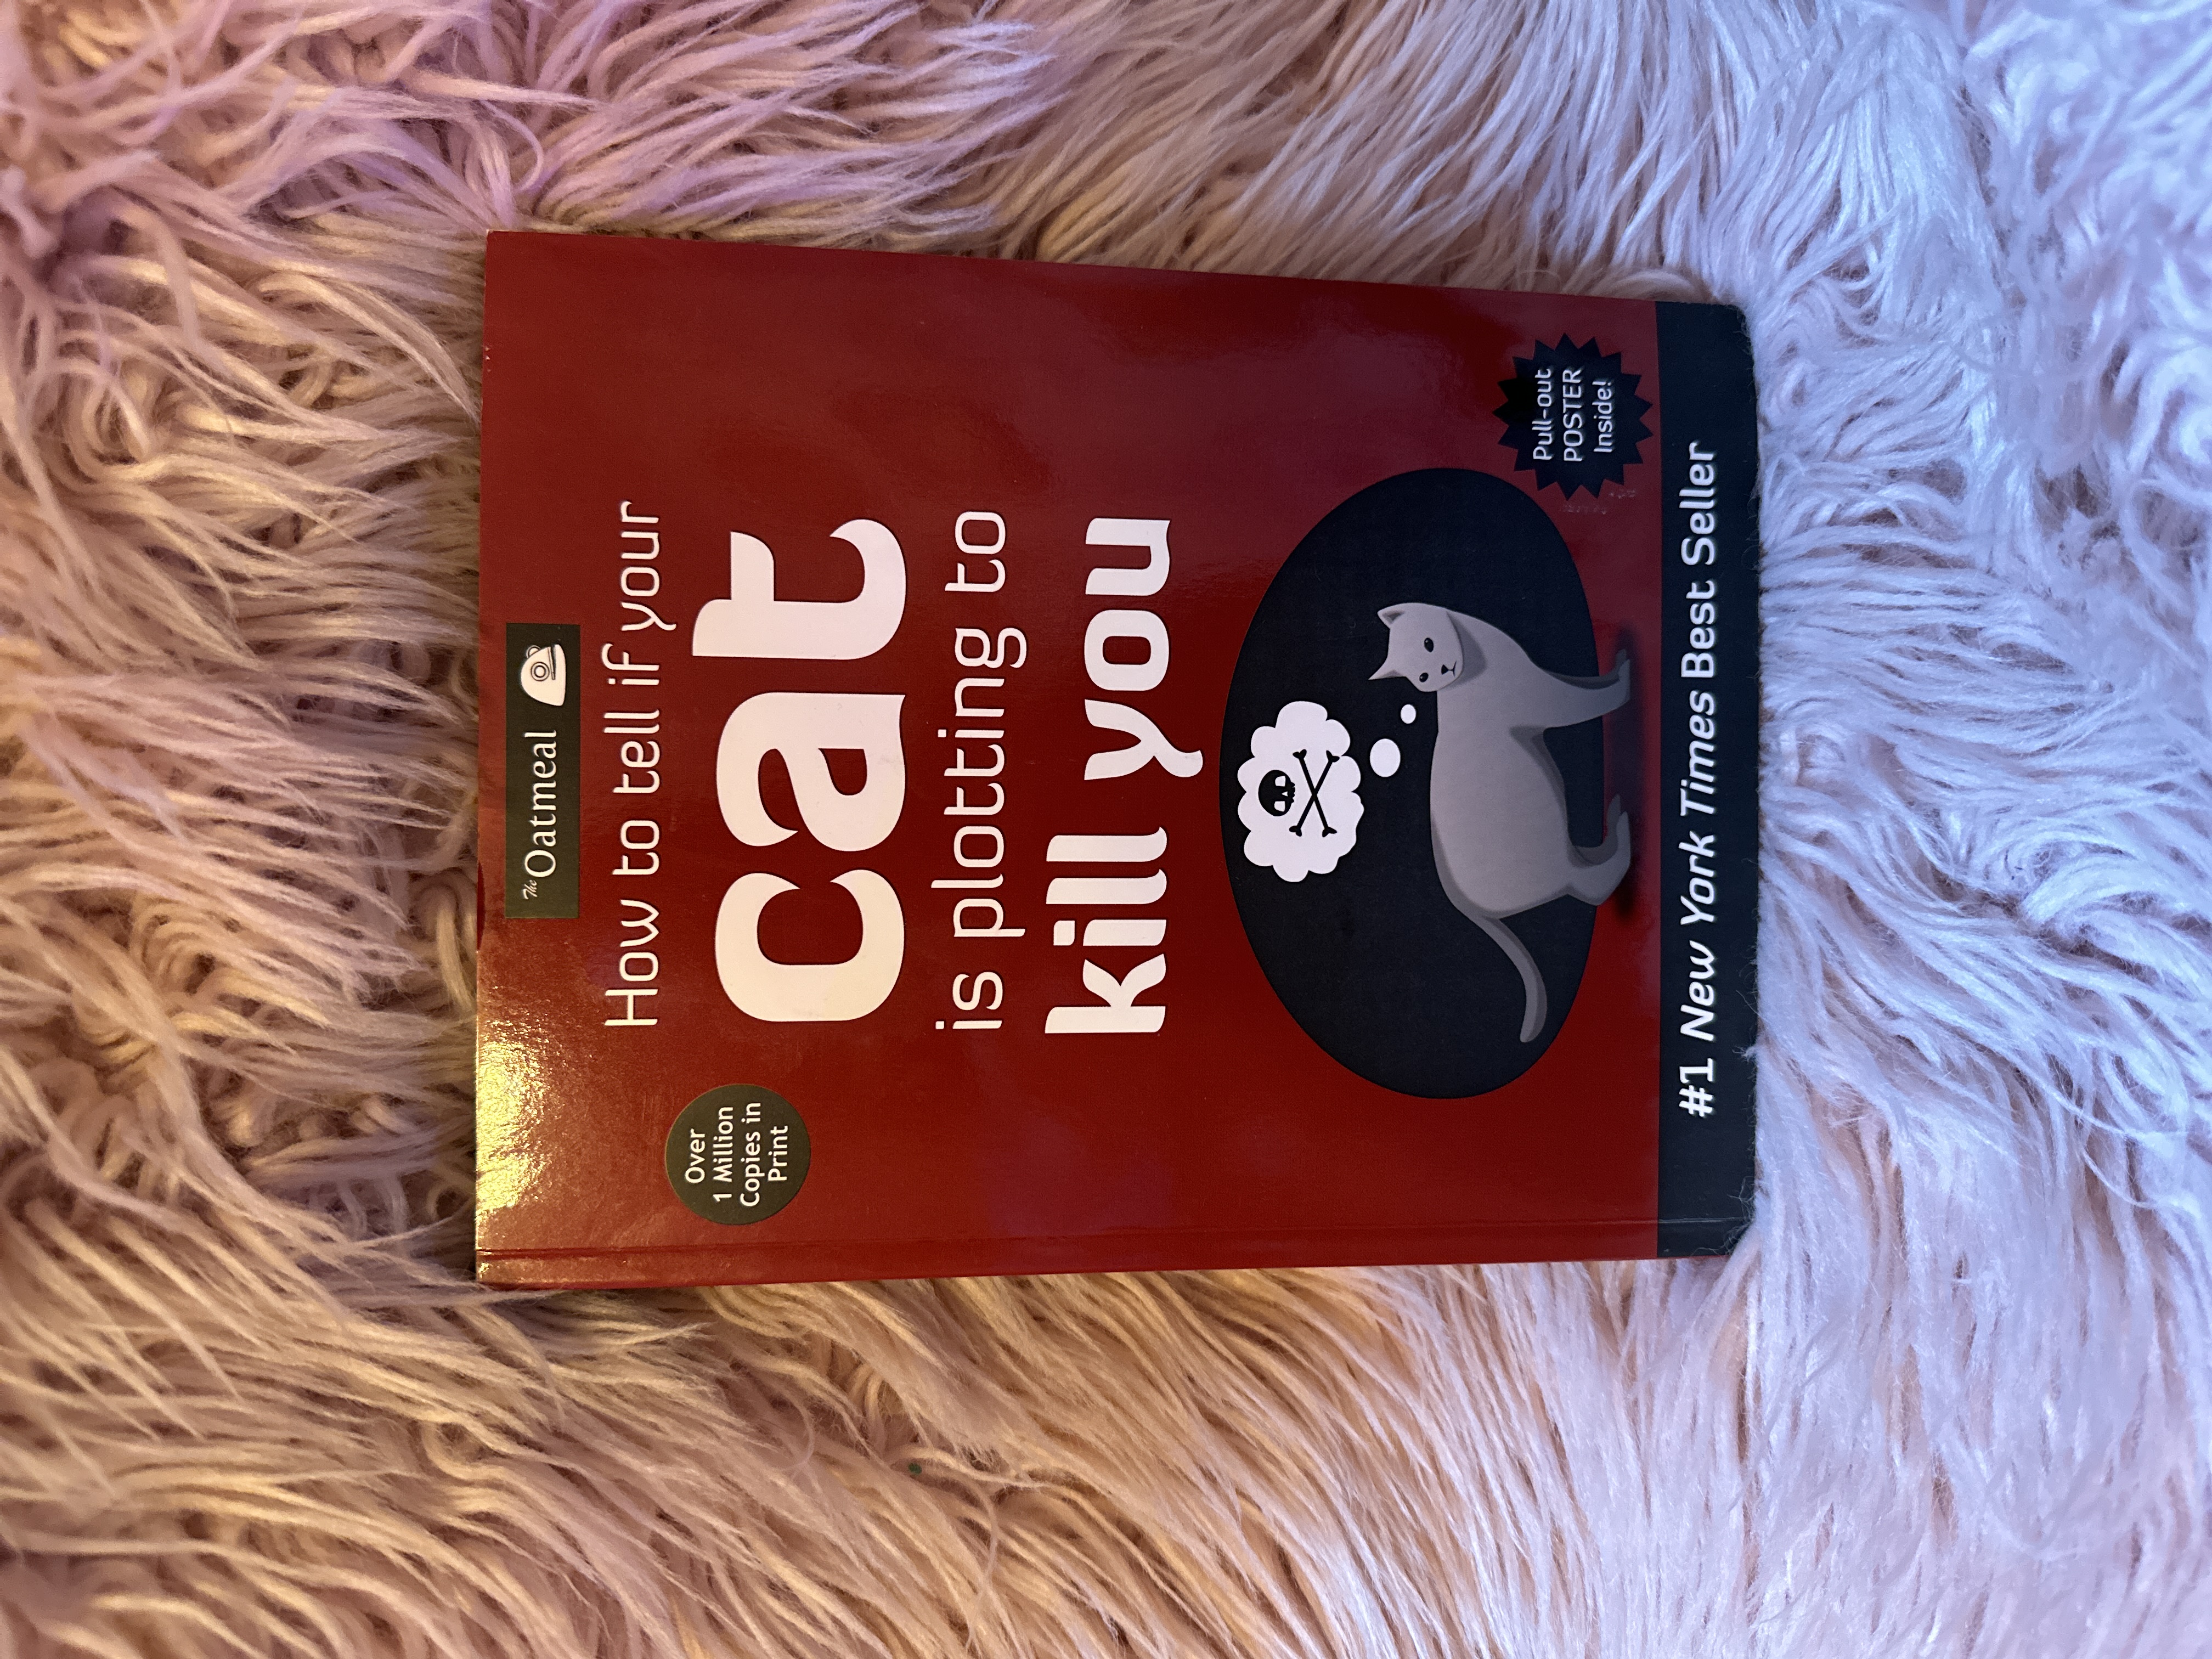 The Oatmeal
How to tell if your
cat
is plotting to
kill you
Over
1 Million
Copies in
Print
Pull-out
POSTER
Inside!
#1 New York Times Best Seller